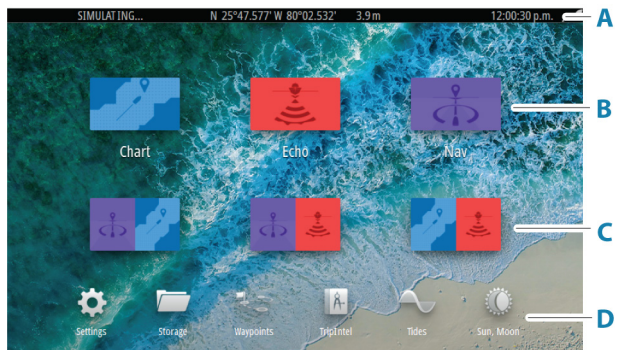 SIMULATING... N 25°47.577' W 80°02.532' 3.9 m 12:00:30 p.m. A
B
Chart Echo Nav
C
D
Settings Storage Waypoints TripIntel Tides Sun, Moon